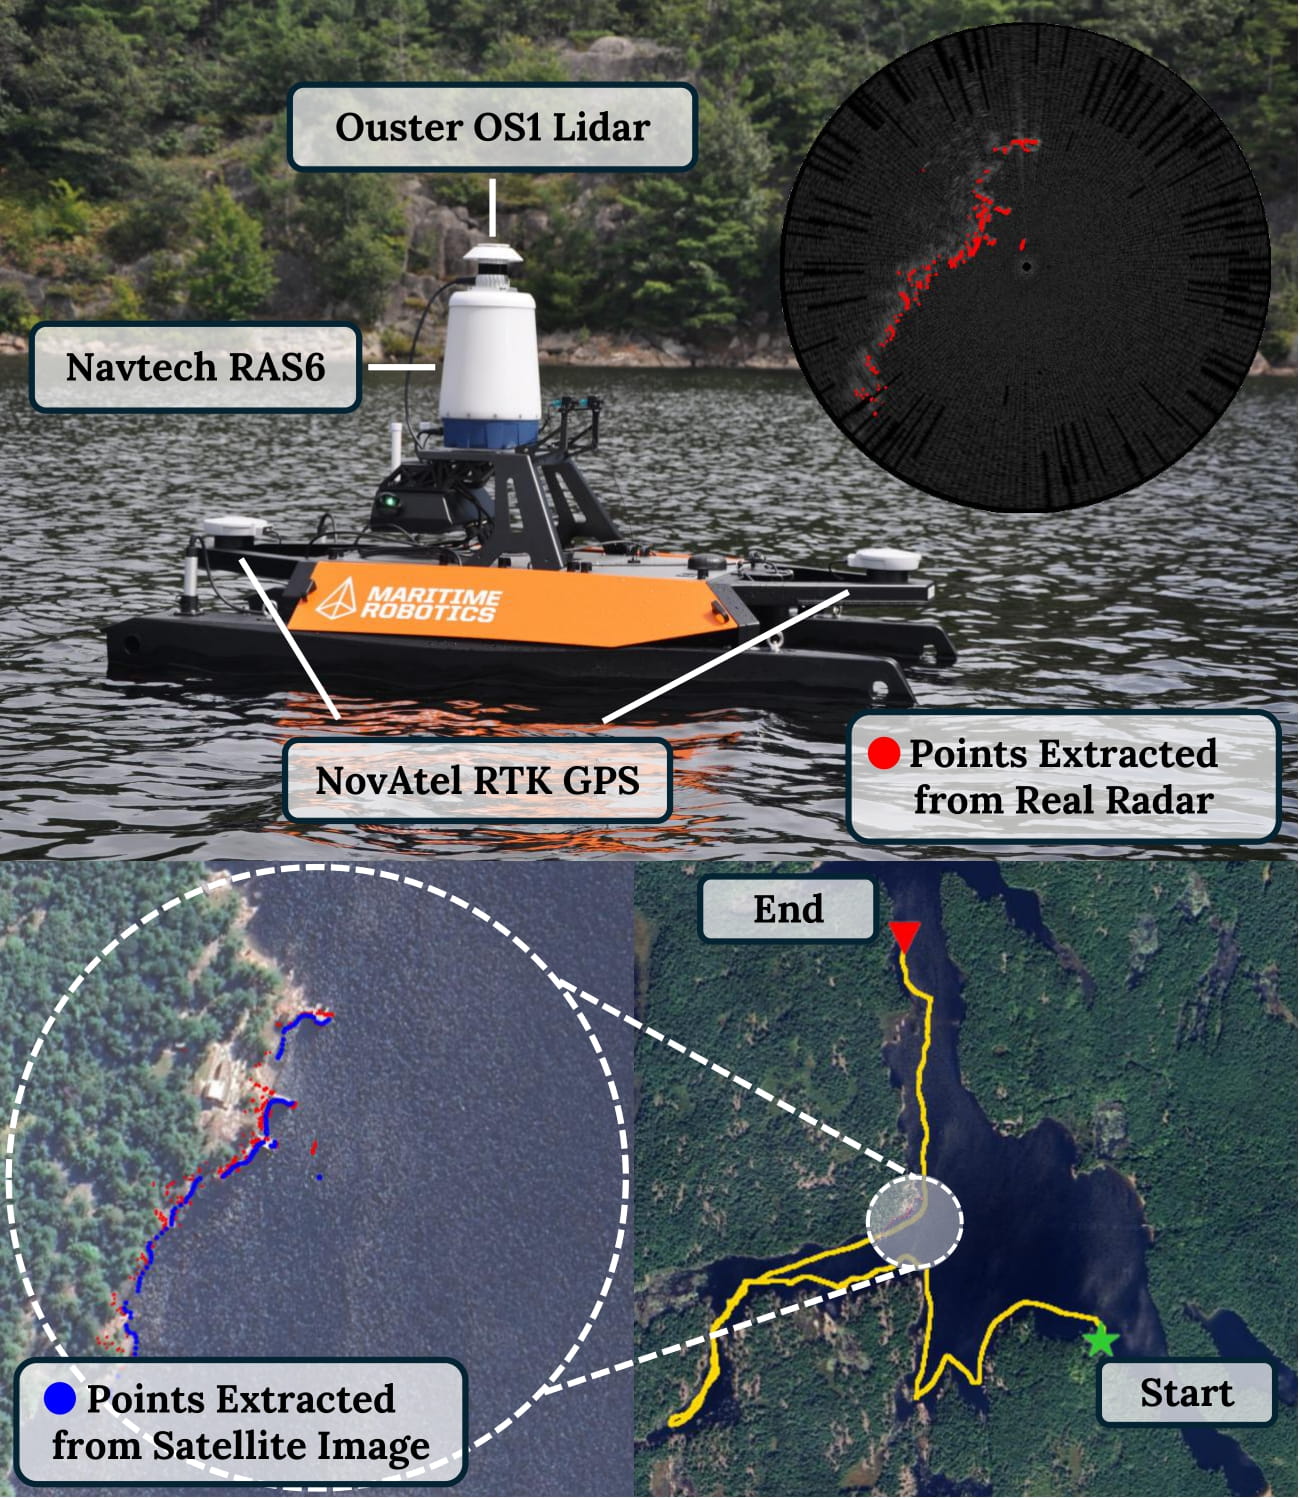 Ouster OS1 Lidar
Navtech RAS6
MARITIME
ROBOTICS
NovAtel RTK GPS
Points Extracted
from Real Radar
End
Start
Points Extracted
from Satellite Image